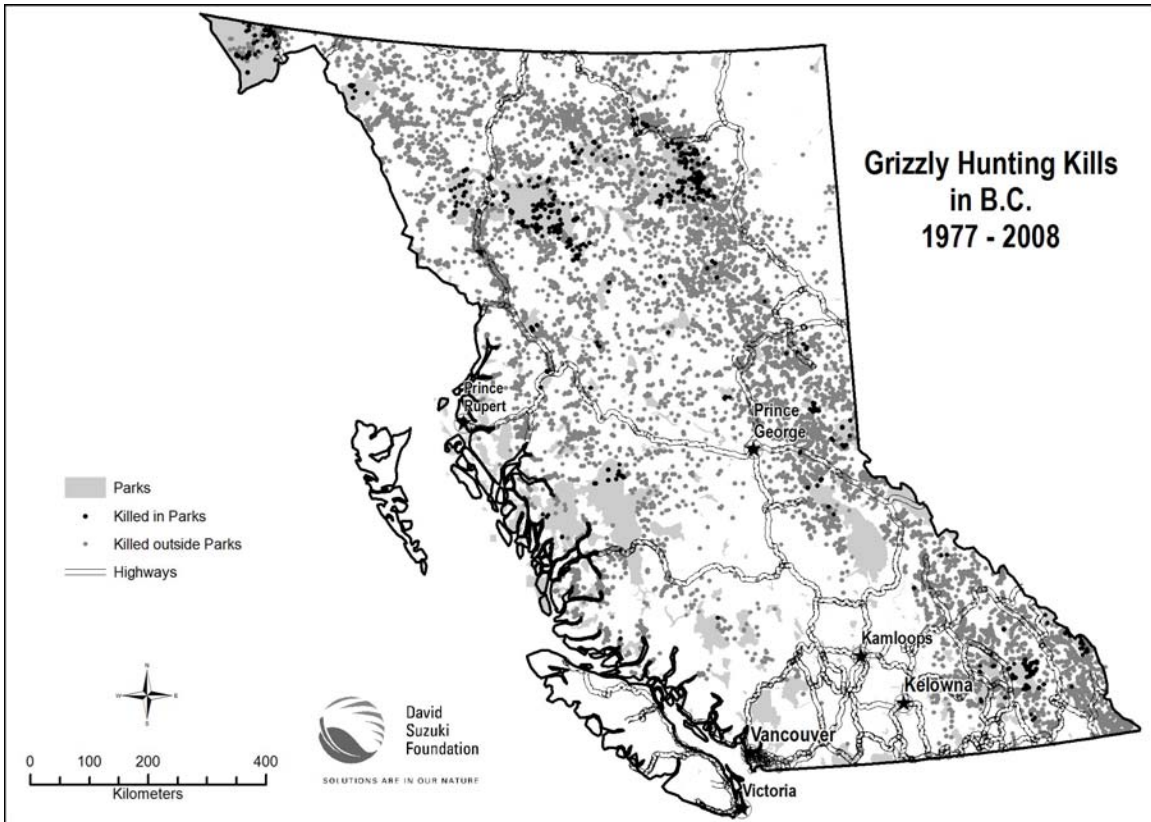 Grizzly Hunting Kills
in B.C.
1977 - 2008
Prince
Rupert
Prince
George
Parks
Killed in Parks
Killed outside Parks
Highways
Kamloops
Kelowna
Vancouver
Victoria
N
W E
S
David
Suzuki
Foundation
SOLUTIONS ARE IN OUR NATURE
0 100 200 400
Kilometers